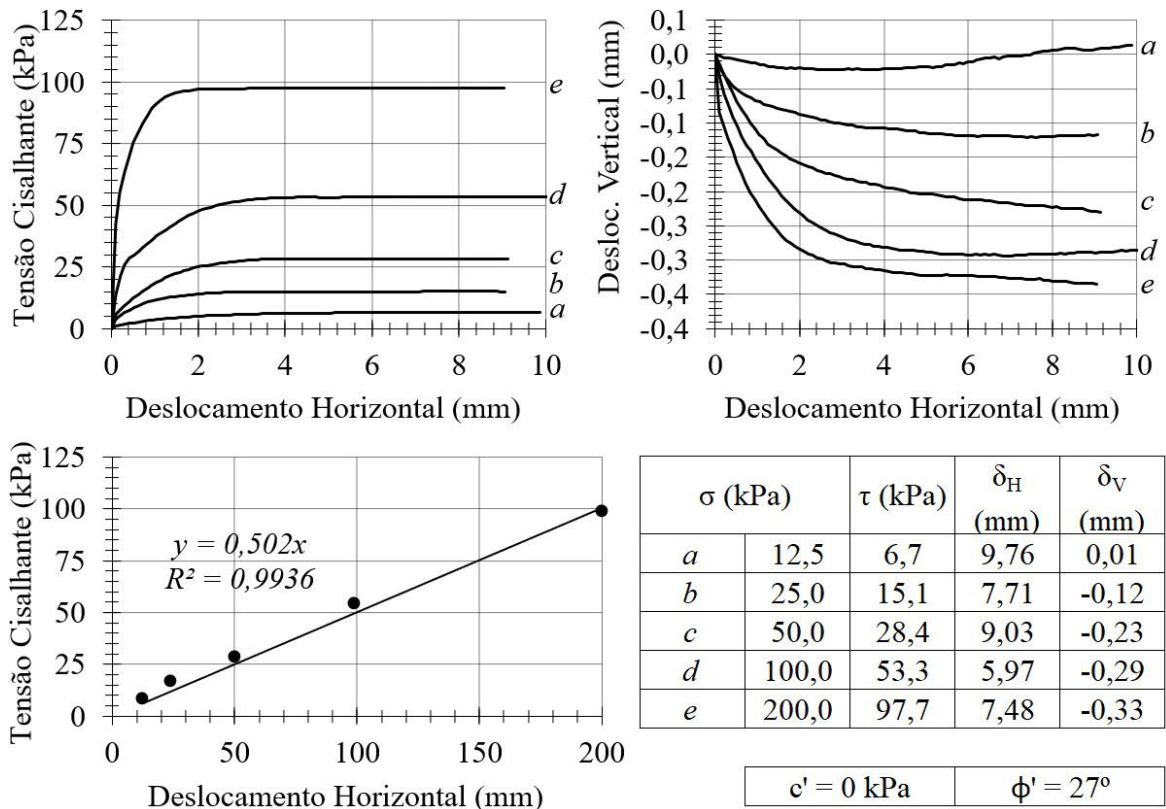 Tensão Cisalhante (kPa)
125
100
75
50
25
0
e
d
c
b
a
0 2 4 6 8 10
Deslocamento Horizontal (mm)
Desloc. Vertical (mm)
0,1
0,0
-0,1
-0,1
-0,2
-0,2
-0,3
-0,3
-0,4
-0,4
a
b
c
d
e
0 2 4 6 8 10
Deslocamento Horizontal (mm)
Tensão Cisalhante (kPa)
125
100
75
50
25
0
y = 0,502x
R² = 0,9936
0 50 100 150 200
Deslocamento Horizontal (mm)
σ (kPa) τ (kPa) δH (mm) δV (mm)
a 12,5 6,7 9,76 0,01
b 25,0 15,1 7,71 -0,12
c 50,0 28,4 9,03 -0,23
d 100,0 53,3 5,97 -0,29
e 200,0 97,7 7,48 -0,33
c' = 0 kPa ϕ' = 27º